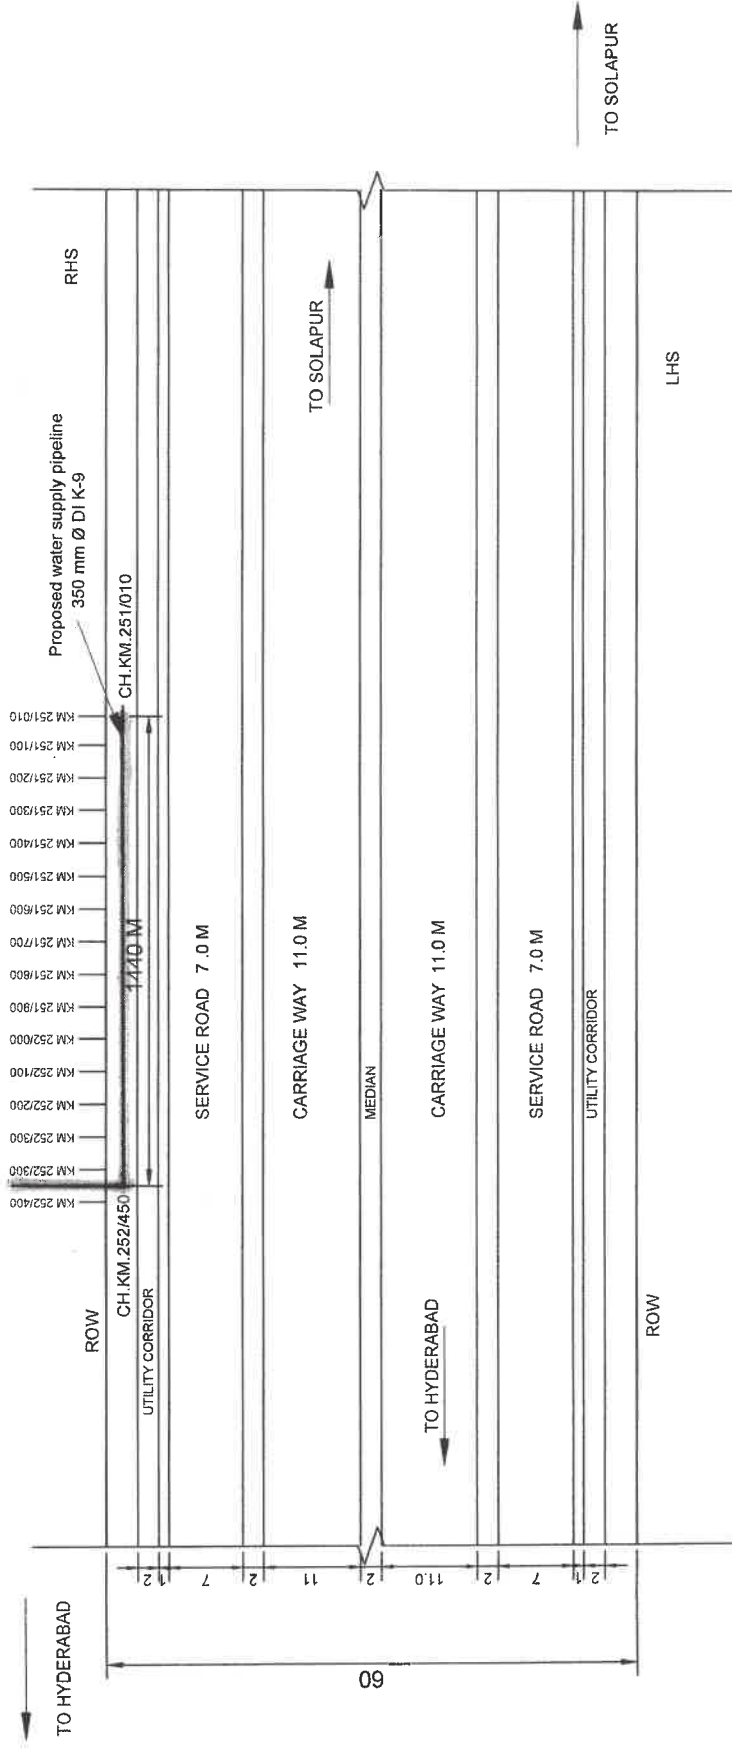 TO HYDERABAD
TO SOLAPUR
ROW
RHS
CH.KM.252/450
CH.KM.251/010
Proposed water supply pipeline
350 mm Ø DI K-9
KM 252/400
KM 252/300
KM 252/300
KM 252/200
KM 252/100
KM 252/000
KM 251/900
KM 251/800
KM 251/700
KM 251/600
KM 251/500
KM 251/400
KM 251/300
KM 251/200
KM 251/100
KM 251/010
1440 M
UTILITY CORRIDOR
SERVICE ROAD 7 .0 M
TO SOLAPUR
CARRIAGE WAY 11.0 M
MEDIAN
CARRIAGE WAY 11.0 M
TO HYDERABAD
SERVICE ROAD 7.0 M
UTILITY CORRIDOR
ROW
LHS
2
1
7
2
11
2
11.0
2
7
1
2
60